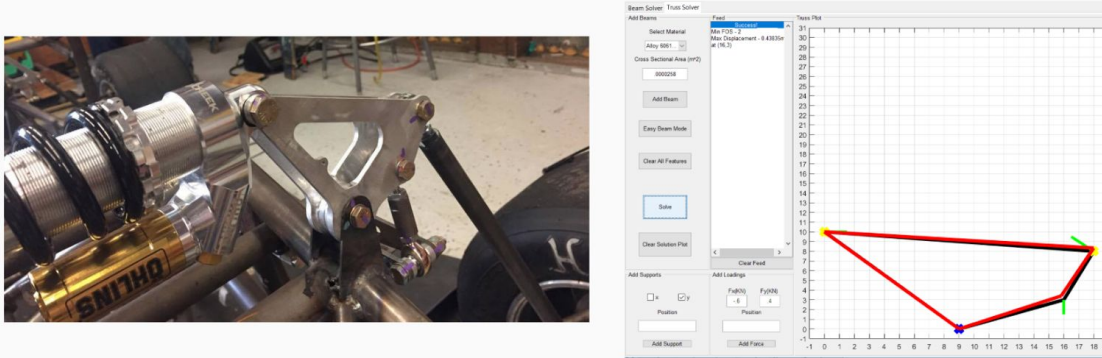 OHLINS
Beam Solver Truss Solver
Add Beams
Select Material
Alloy 6061...
Cross Sectional Area (m^2)
.0000258
Add Beam
Easy Beam Mode
Clear All Features
Solve
Clear Solution Plot
Feed
Success!
Min FOS - 2
at (16,3)
Clear Feed
Add Supports
x
y
Position
Add Support
Add Loadings
Fx(KN) Fy(KN)
-.6 .4
Position
Add Force
Truss Plot
31
30
29
28
27
26
25
24
23
22
21
20
19
18
17
16
15
14
13
12
11
10
9
8
7
6
5
4
3
2
1
0
-1
-1 0 1 2 3 4 5 6 7 8 9 10 11 12 13 14 15 16 17 18